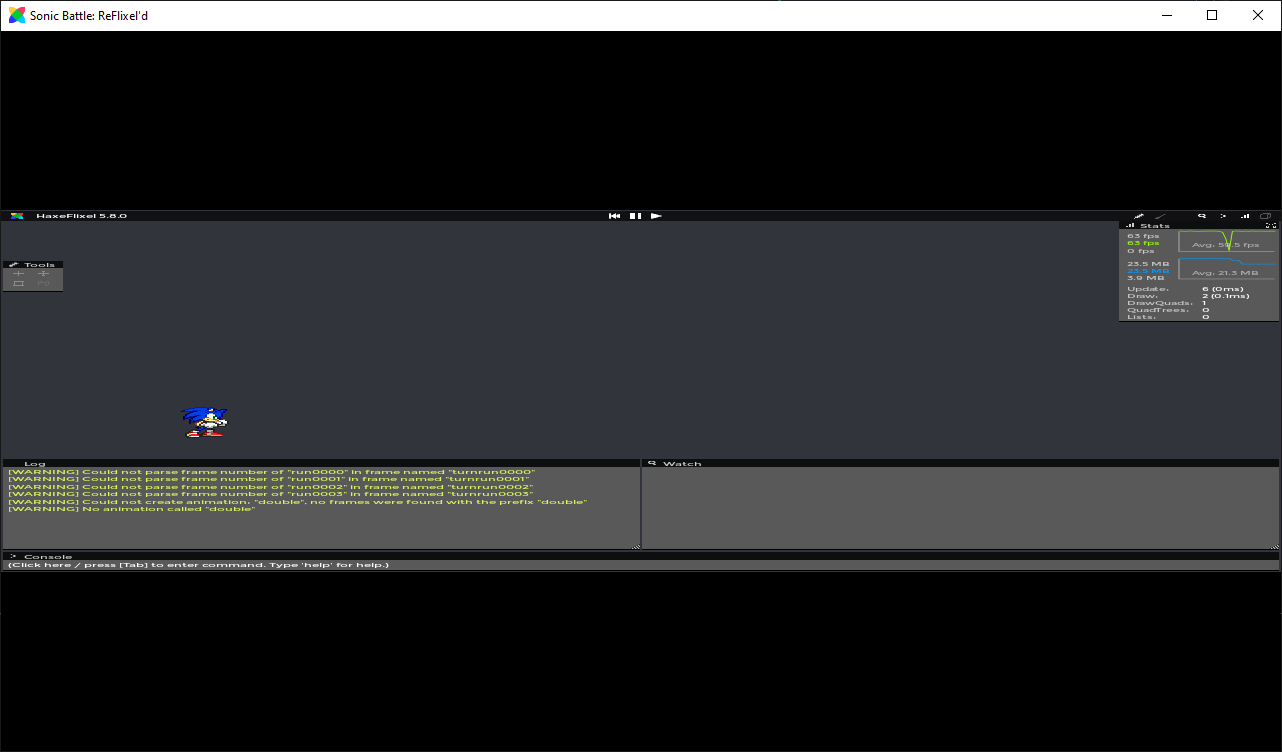 Sonic Battle: ReFlixel'd
HaxeFlixel 5.8.0
Stats
63 fps
63 fps
0 fps
Avg: 59.5 fps
23.5 MB
23.5 MB
3.9 MB
Avg: 21.3 MB
Update: 6 (0ms)
Draw: 2 (0.1ms)
DrawQuads: 1
QuadTrees: 0
Lists: 0
Tools
Log
[WARNING] Could not parse frame number of "run0000" in frame named "turnrun0000"
[WARNING] Could not parse frame number of "run0001" in frame named "turnrun0001"
[WARNING] Could not parse frame number of "run0002" in frame named "turnrun0002"
[WARNING] Could not parse frame number of "run0003" in frame named "turnrun0003"
[WARNING] Could not create animation: "double", no frames were found with the prefix "double"
[WARNING] No animation called "double"
Watch
> Console
(Click here / press [Tab] to enter command. Type 'help' for help.)